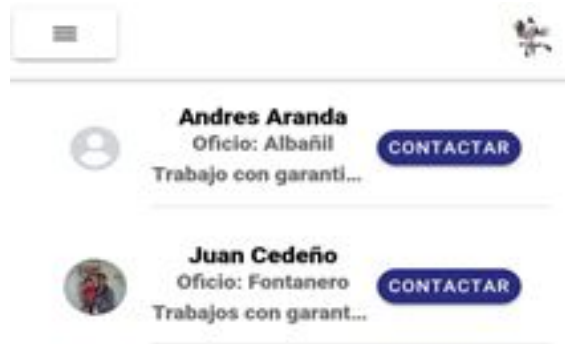 Andres Aranda
Oficio: Albañil
CONTACTAR
Trabajo con garanti...
Juan Cedeño
Oficio: Fontanero
CONTACTAR
Trabajos con garant...